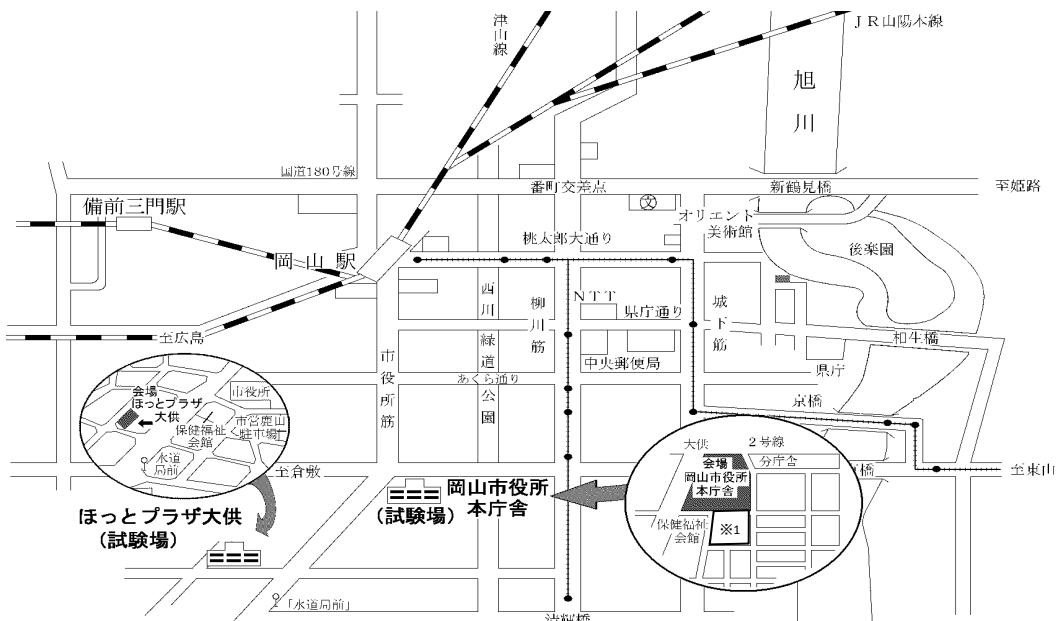 津山線
JR山陽本線
旭川
国道180号線
番町交差点
新鶴見橋
至姫路
備前三門駅
文
オリエント
美術館
桃太郎大通り
後楽園
岡山駅
西川緑道公園
柳川筋
NTT
県庁通り
城下筋
至広島
相生橋
市役所筋
中央郵便局
あくら通り
県庁
京橋
会場
ほっとプラザ
大供
市役所
市営鹿田
駐車場
保健福祉
会館
水道
局前
大供
2号線
分庁舎
会場
岡山市役所
本庁舎
保健福祉
会館
※1
至倉敷
橋
至東山
岡山市役所
本庁舎
(試験場)
ほっとプラザ大供
(試験場)
「水道局前」
清輝橋